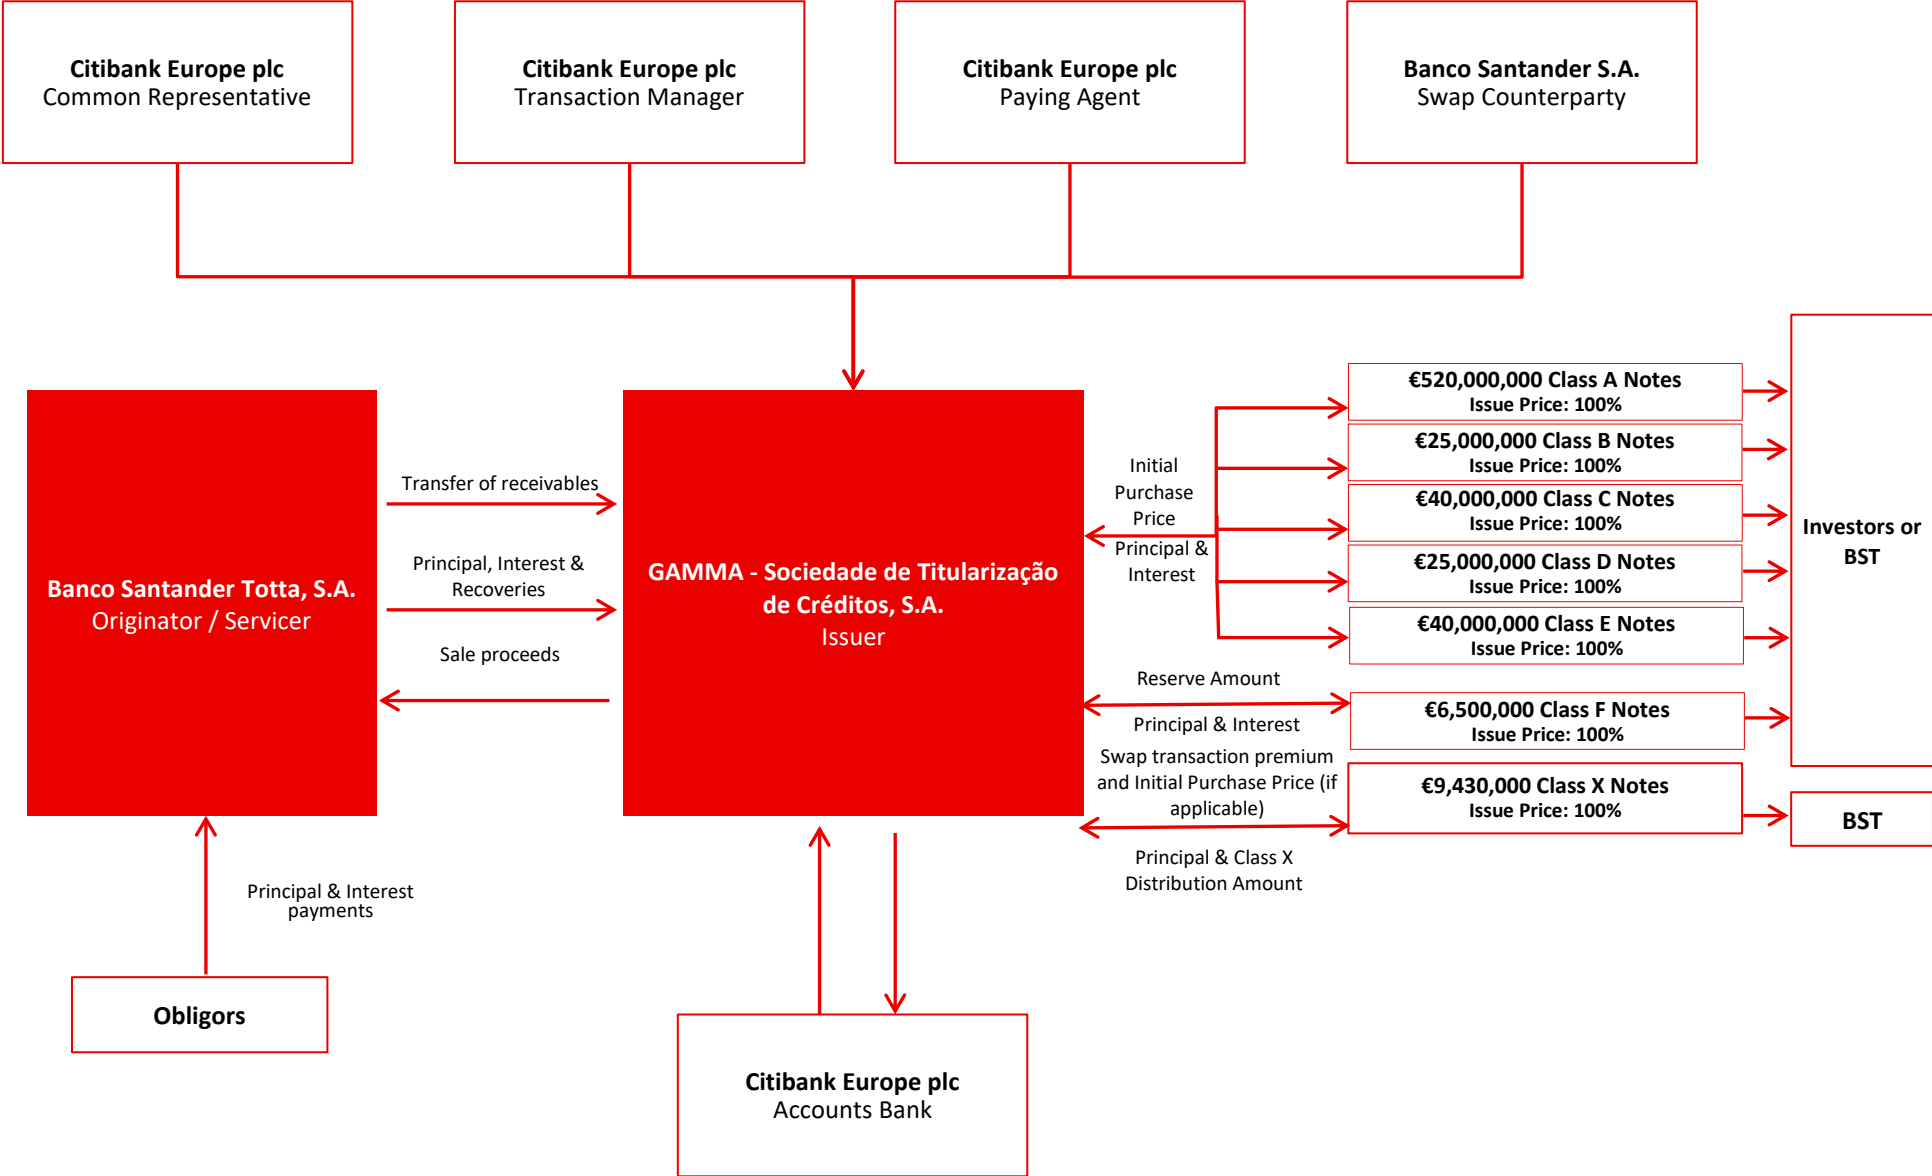 Citibank Europe plc
Common Representative
Citibank Europe plc
Transaction Manager
Citibank Europe plc
Paying Agent
Banco Santander S.A.
Swap Counterparty
Banco Santander Totta, S.A.
Originator / Servicer
Transfer of receivables
Principal, Interest &
Recoveries
Sale proceeds
GAMMA - Sociedade de Titularização
de Créditos, S.A.
Issuer
Initial
Purchase
Price
Principal &
Interest
€520,000,000 Class A Notes
Issue Price: 100%
€25,000,000 Class B Notes
Issue Price: 100%
€40,000,000 Class C Notes
Issue Price: 100%
€25,000,000 Class D Notes
Issue Price: 100%
€40,000,000 Class E Notes
Issue Price: 100%
Investors or
BST
Reserve Amount
Principal & Interest
€6,500,000 Class F Notes
Issue Price: 100%
Swap transaction premium
and Initial Purchase Price (if
applicable)
Principal & Class X
Distribution Amount
€9,430,000 Class X Notes
Issue Price: 100%
BST
Principal & Interest
payments
Obligors
Citibank Europe plc
Accounts Bank